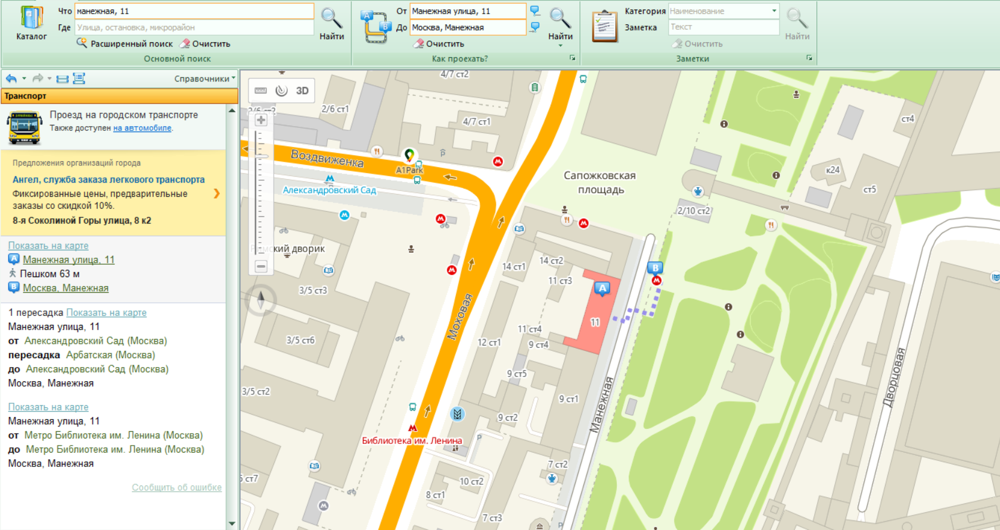 Каталог
Что манежная, 11
Где Улица, остановка, микрорайон
Расширенный поиск Очистить
Найти
Основной поиск
От Манежная улица, 11
До Москва, Манежная
Очистить
Найти
Как проехать?
Категория Наименование
Заметка Текст
Очистить
Найти
Заметки
Справочники
Транспорт
Проезд на городском транспорте
Также доступен на автомобиле.
Предложения организаций города
Ангел, служба заказа легкового транспорта
Фиксированные цены, предварительные
заказы со скидкой 10%.
8-я Соколиной Горы улица, 8 к2
Показать на карте
A Манежная улица, 11
Пешком 63 м
B Москва, Манежная
1 пересадка Показать на карте
Манежная улица, 11
от Александровский Сад (Москва)
пересадка Арбатская (Москва)
до Александровский Сад (Москва)
Москва, Манежная
Показать на карте
Манежная улица, 11
от Метро Библиотека им. Ленина (Москва)
до Метро Библиотека им. Ленина (Москва)
Москва, Манежная
Сообщить об ошибке
3D
4/7 ст2
2/6 ст2
2/6 ст1
4/7 ст1
ст4
Воздвиженка
A1Park
P
к24
Сапожковская
площадь
ст5
Александровский Сад
2/10 ст2
ский дворик
14 ст1
14 ст2
11 ст3
A
B
3/5 ст3
11
Моховая
11 ст4
3/5 ст6
12 ст1
9 ст4
9 ст5
Дворцовая
3/5 ст2
9 ст1
Манежная
9 ст2
Библиотека им. Ленина
P
7 ст2
ст7
10 ст2
8 ст1
7 ст3
P